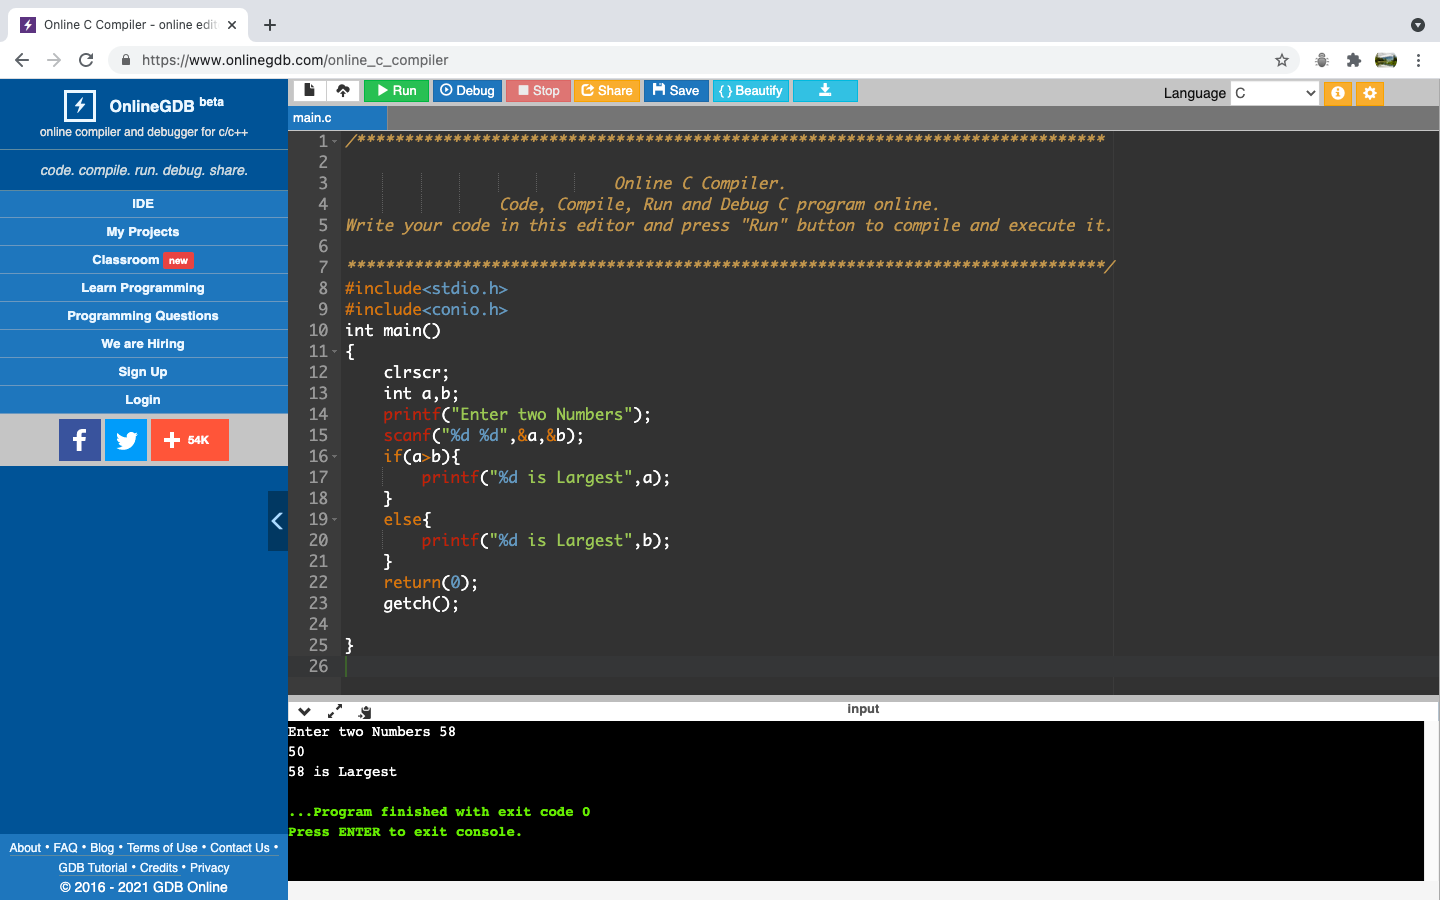 Online C Compiler - online edit
https://www.onlinegdb.com/online_c_compiler
OnlineGDB beta
online compiler and debugger for c/c++
code. compile. run. debug. share.
IDE
My Projects
Classroom new
Learn Programming
Programming Questions
We are Hiring
Sign Up
Login
f + 54K
About • FAQ • Blog • Terms of Use • Contact Us •
GDB Tutorial • Credits • Privacy
© 2016 - 2021 GDB Online
Run Debug Stop Share Save { } Beautify Language C
main.c
1 /******************************************************************************
2
3 Online C Compiler.
4 Code, Compile, Run and Debug C program online.
5 Write your code in this editor and press "Run" button to compile and execute it.
6
7 *******************************************************************************/
8 #include<stdio.h>
9 #include<conio.h>
10 int main()
11 {
12 clrscr;
13 int a,b;
14 printf("Enter two Numbers");
15 scanf("%d %d",&a,&b);
16 if(a>b){
17 printf("%d is Largest",a);
18 }
19 else{
20 printf("%d is Largest",b);
21 }
22 return(0);
23 getch();
24
25 }
26
input
Enter two Numbers 58
50
58 is Largest
...Program finished with exit code 0
Press ENTER to exit console.